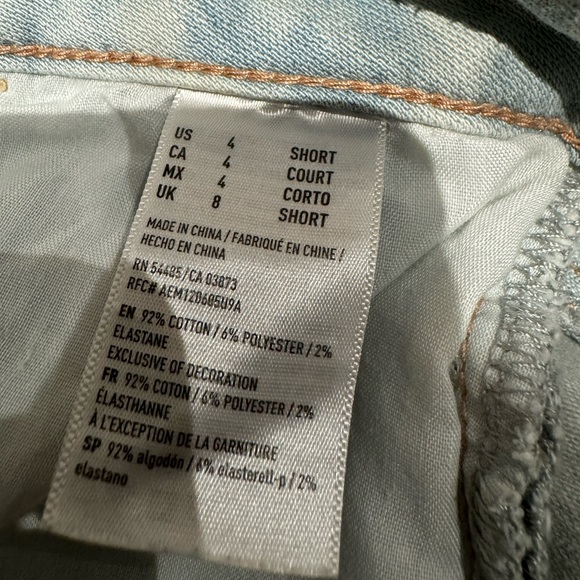 US 4 SHORT
CA 4 COURT
MX 4 CORTO
UK 8 SHORT
MADE IN CHINA / FABRIQUÉ EN CHINE /
HECHO EN CHINA
RN 54485 / CA 03873
RFC# AEM120605U9A
EN 92% COTTON / 6% POLYESTER / 2%
ELASTANE
EXCLUSIVE OF DECORATION
FR 92% COTON / 6% POLYESTER / 2%
ÉLASTHANNE
À L'EXCEPTION DE LA GARNITURE
SP 92% algodón / 6% elasterell-p / 2%
elastano